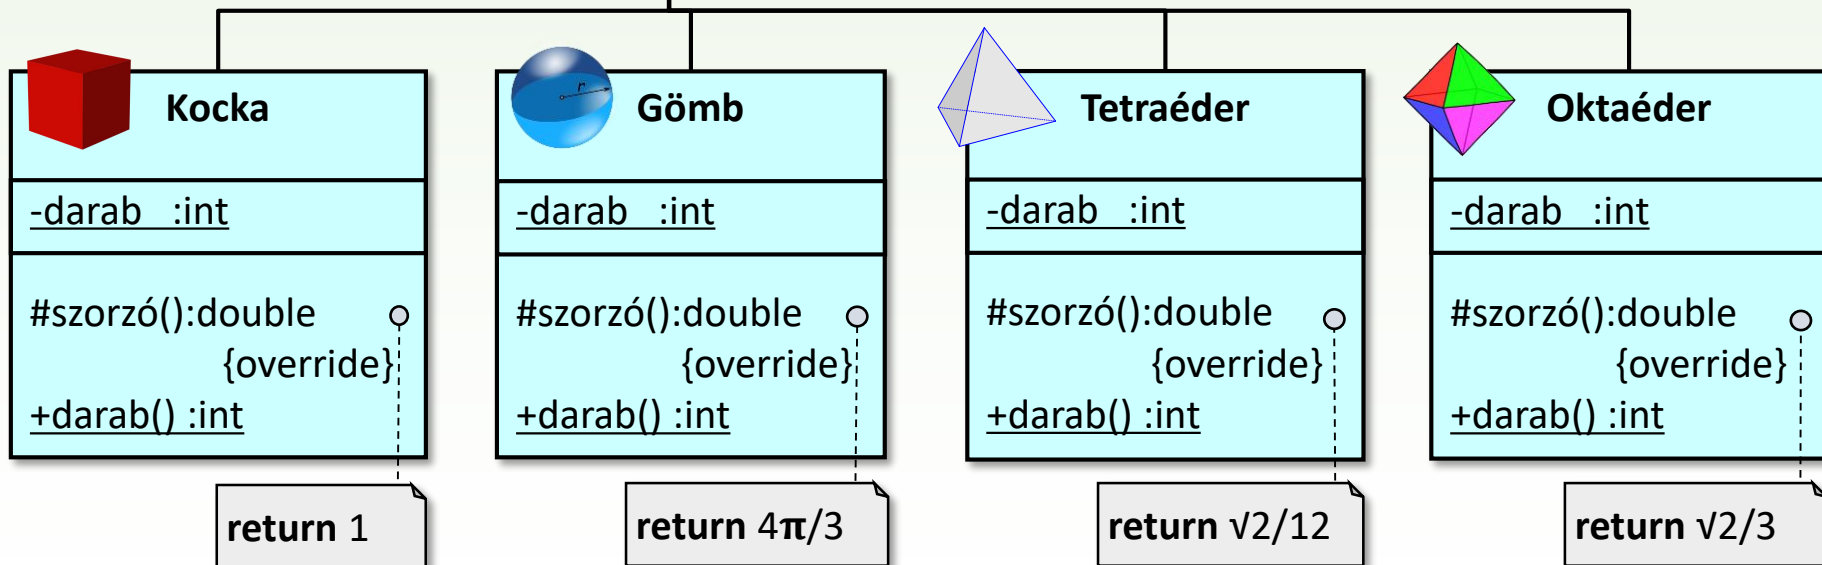 Kocka
-darab :int
#szorzó():double
{override}
+darab() :int
return 1
r
Gömb
-darab :int
#szorzó():double
{override}
+darab() :int
return 4π/3
Tetraéder
-darab :int
#szorzó():double
{override}
+darab() :int
return √2/12
Oktaéder
-darab :int
#szorzó():double
{override}
+darab() :int
return √2/3